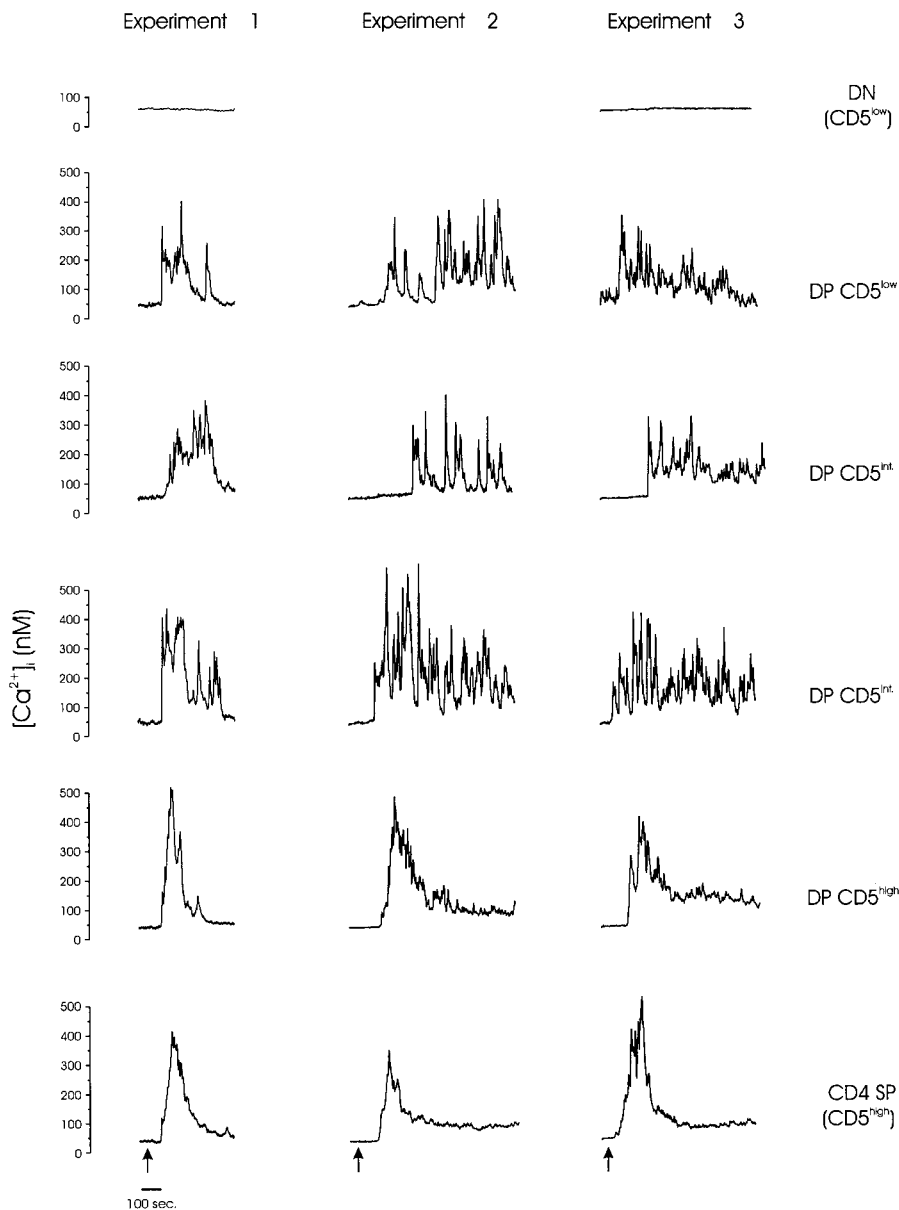 Experiment 1
Experiment 2
Experiment 3
100
0
DN
(CD5low)
500
400
300
200
100
0
DP CD5low
500
400
300
200
100
0
DP CD5int.
[Ca2+]i (nM)
500
400
300
200
100
0
DP CD5int.
500
400
300
200
100
0
DP CD5high
500
400
300
200
100
0
CD4 SP
(CD5high)
100 sec.